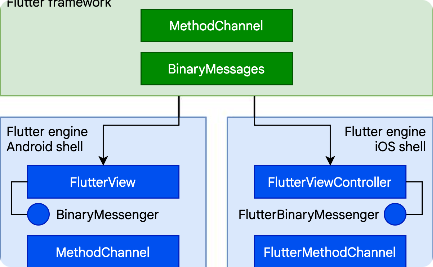 Flutter framework
MethodChannel
BinaryMessages
Flutter engine
Android shell
FlutterView
BinaryMessenger
MethodChannel
Flutter engine
iOS shell
FlutterViewController
FlutterBinaryMessenger
FlutterMethodChannel